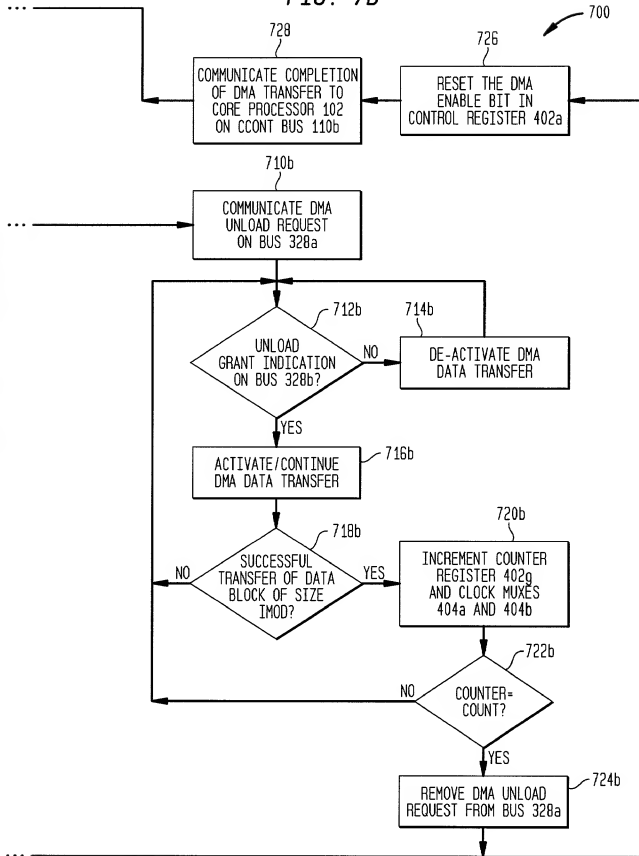 FIG. 7B
700
728
726
COMMUNICATE COMPLETION
OF DMA TRANSFER TO
CORE PROCESSOR 102
ON CCONT BUS 110b
RESET THE DMA
ENABLE BIT IN
CONTROL REGISTER 402a
710b
COMMUNICATE DMA
UNLOAD REQUEST
ON BUS 328a
712b
714b
UNLOAD
GRANT INDICATION
ON BUS 328b?
NO
DE-ACTIVATE DMA
DATA TRANSFER
YES
716b
ACTIVATE/CONTINUE
DMA DATA TRANSFER
718b
720b
NO
SUCCESSFUL
TRANSFER OF DATA
BLOCK OF SIZE
IMOD?
YES
INCREMENT COUNTER
REGISTER 402g
AND CLOCK MUXES
404a AND 404b
722b
NO
COUNTER=
COUNT?
YES
724b
REMOVE DMA UNLOAD
REQUEST FROM BUS 328a